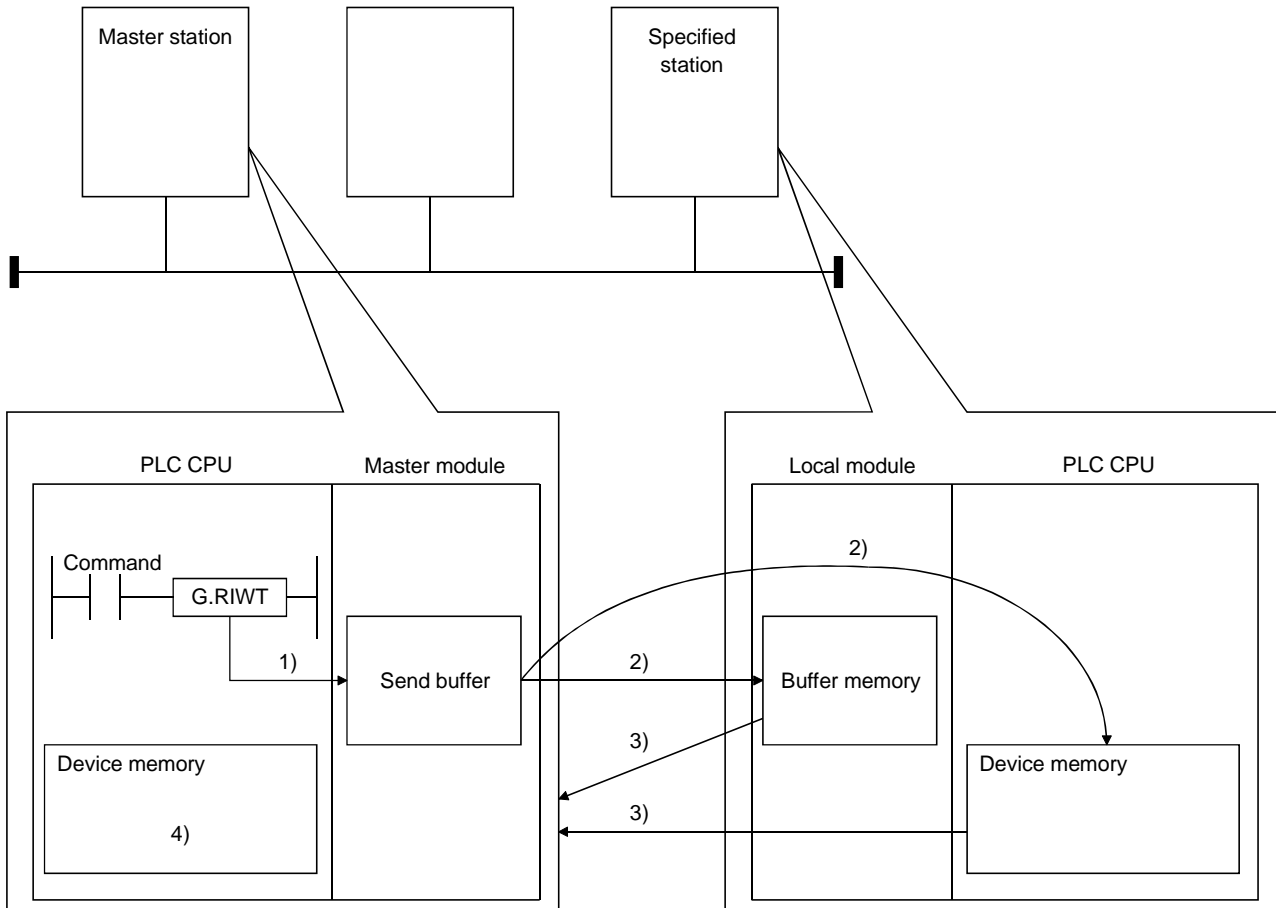 Master station
Specified
station
PLC CPU
Master module
Local module
PLC CPU
Command
G.RIWT
1)
Send buffer
2)
2)
Buffer memory
3)
3)
Device memory
4)
Device memory